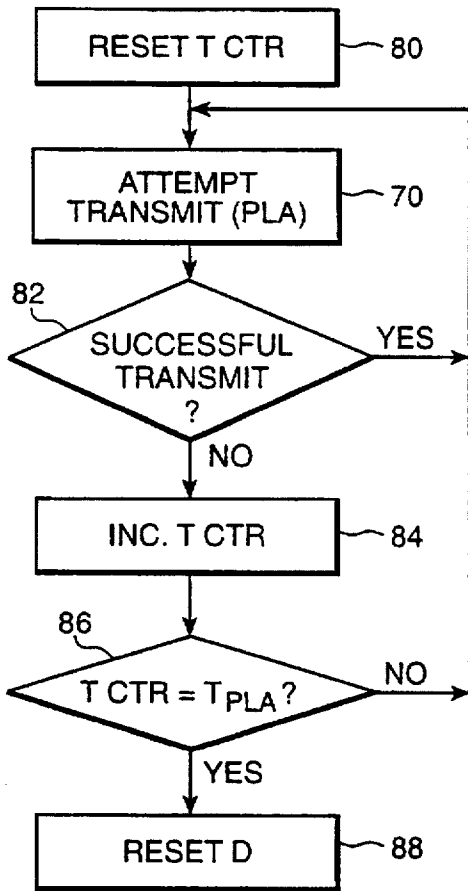 RESET T CTR
80
ATTEMPT
TRANSMIT (PLA)
70
82
SUCCESSFUL
TRANSMIT
?
YES
NO
INC. T CTR
84
86
T CTR = TPLA?
NO
YES
RESET D
88